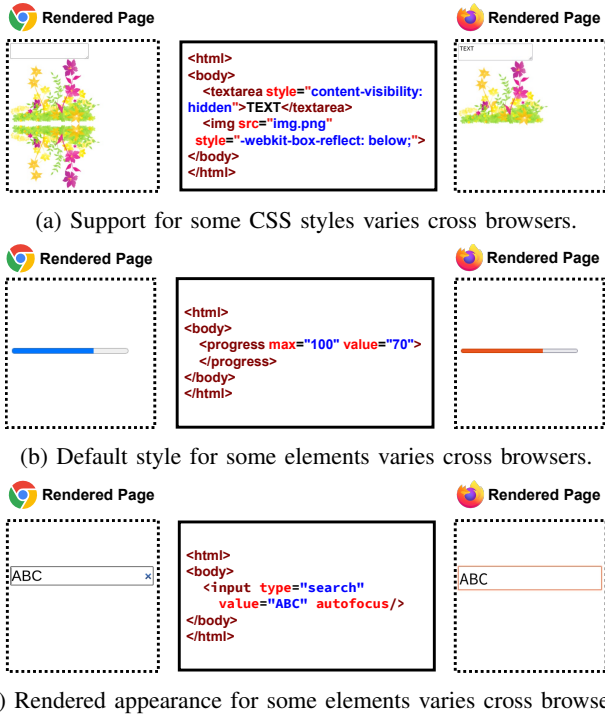 Rendered Page
Rendered Page
TEXT
<html>
<body>
<textarea style="content-visibility:
hidden">TEXT</textarea>
<img src="img.png"
style="-webkit-box-reflect: below;">
</body>
</html>
(a) Support for some CSS styles varies cross browsers.
Rendered Page
Rendered Page
<html>
<body>
<progress max="100" value="70">
</progress>
</body>
</html>
(b) Default style for some elements varies cross browsers.
Rendered Page
Rendered Page
ABC ×
<html>
<body>
<input type="search"
value="ABC" autofocus/>
</body>
</html>
ABC
) Rendered appearance for some elements varies cross browse